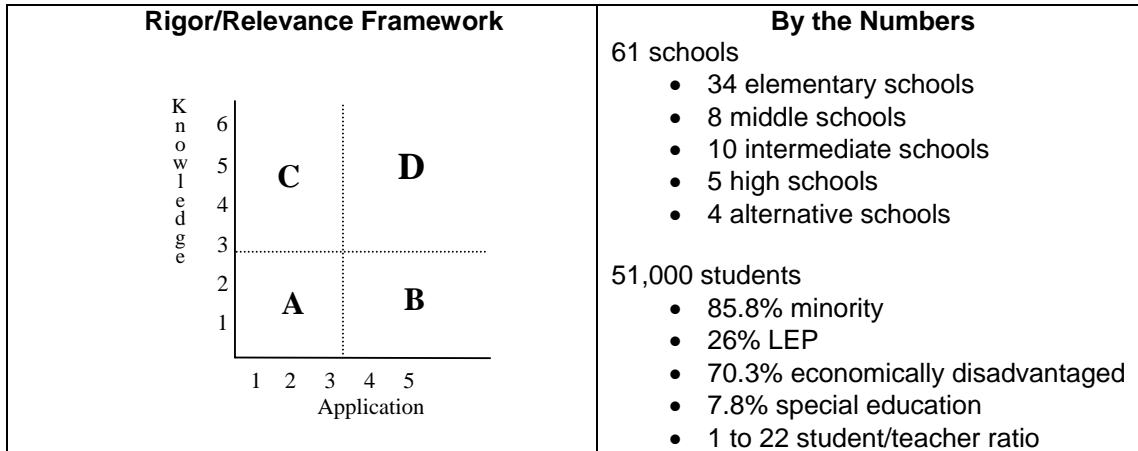 Rigor/Relevance Framework
Knowledge
6
5
4
3
2
1
C
D
A
B
1 2 3 4 5
Application
By the Numbers
61 schools
• 34 elementary schools
• 8 middle schools
• 10 intermediate schools
• 5 high schools
• 4 alternative schools
51,000 students
• 85.8% minority
• 26% LEP
• 70.3% economically disadvantaged
• 7.8% special education
• 1 to 22 student/teacher ratio